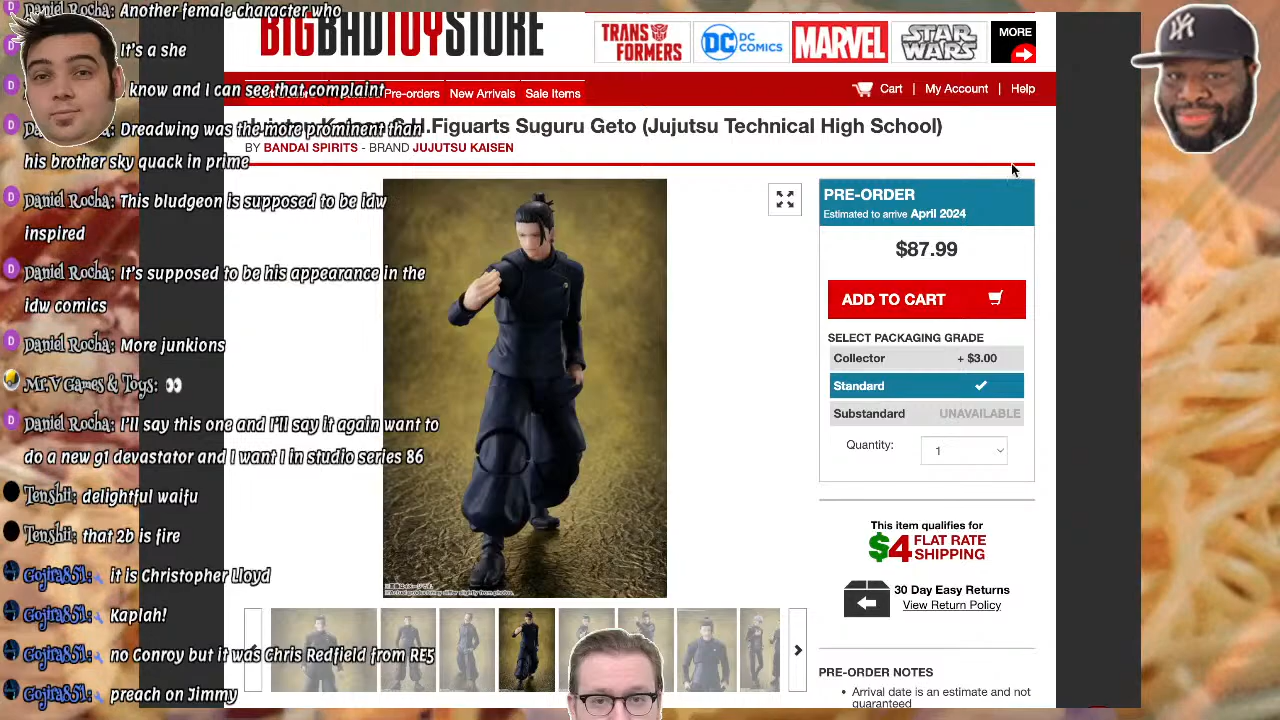 Daniel Rocha: Another female character who
It's a she
know and I can see that complaint
Daniel Rocha: Dreadwing was the more prominent than
his brother sky quack in prime
Daniel Rocha: This bludgeon is supposed to be idw
inspired
Daniel Rocha: It's supposed to be his appearance in the
idw comics
Daniel Rocha: More junkions
Mr.V Games & Toys: 👀
Daniel Rocha: I'll say this one and I'll say it again want to
do a new g1 devastator and I want I in studio series 86
Tenshii: delightful waifu
Tenshii: that 2b is fire
Gojira851: it is Christopher Lloyd
Gojira851: Kaplah!
Gojira851: no Conroy but it was Chris Redfield from RE5
Gojira851: preach on Jimmy
BIGBADTOYSTORE
TRANSFORMERS
DC COMICS
MARVEL
STAR WARS
MORE
Pre-orders New Arrivals Sale Items
Cart | My Account | Help
S.H.Figuarts Suguru Geto (Jujutsu Technical High School)
BY BANDAI SPIRITS - BRAND JUJUTSU KAISEN
PRE-ORDER
Estimated to arrive April 2024
$87.99
ADD TO CART
SELECT PACKAGING GRADE
Collector + $3.00
Standard
Substandard UNAVAILABLE
Quantity: 1
This item qualifies for
$4 FLAT RATE SHIPPING
30 Day Easy Returns
View Return Policy
PRE-ORDER NOTES
• Arrival date is an estimate and not
guaranteed